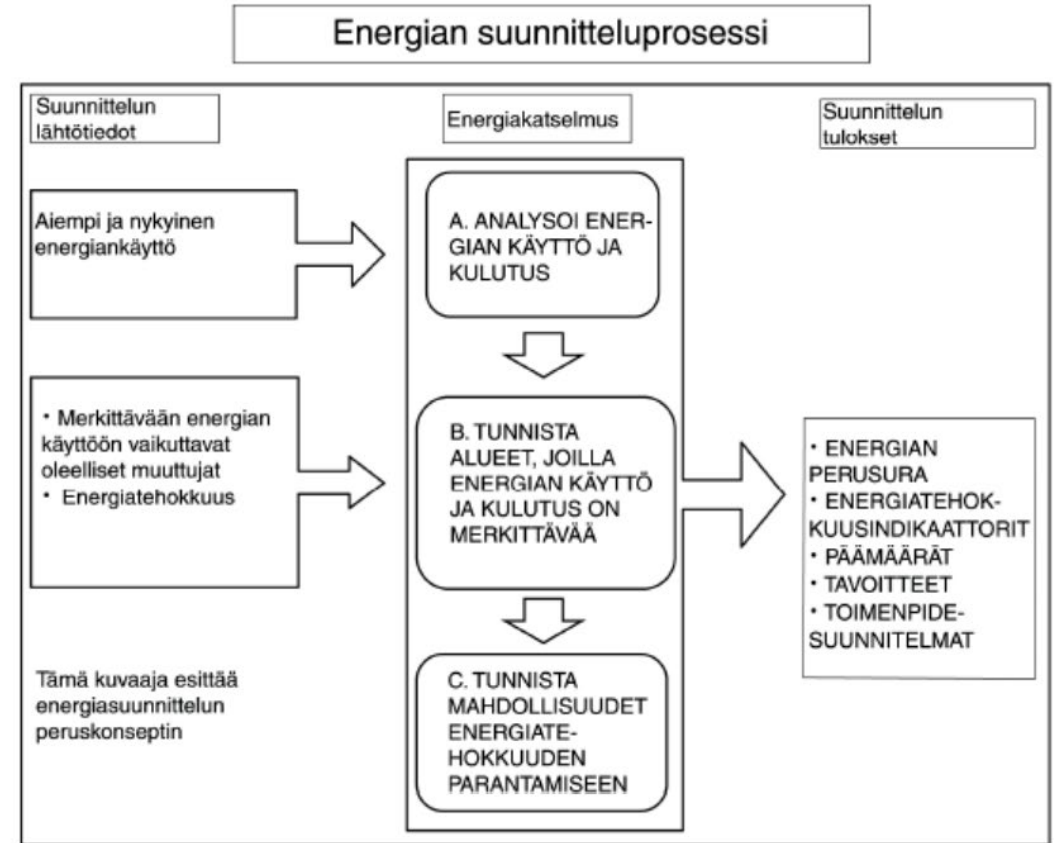 Energian suunnitteluprosessi
Suunnittelun
lähtötiedot
Energiakatselmus
Suunnittelun
tulokset
Aiempi ja nykyinen
energiankäyttö
A. ANALYSOI ENER-
GIAN KÄYTTÖ JA
KULUTUS
• Merkittävään energian
käyttöön vaikuttavat
oleelliset muuttujat
• Energiatehokkuus
B. TUNNISTA
ALUEET, JOILLA
ENERGIAN KÄYTTÖ
JA KULUTUS ON
MERKITTÄVÄÄ
• ENERGIAN
PERUSURA
• ENERGIATEHOK-
KUUSINDIKAATTORIT
• PÄÄMÄÄRÄT
• TAVOITTEET
• TOIMENPIDE-
SUUNNITELMAT
Tämä kuvaaja esittää
energiasuunnittelun
peruskonseptin
C. TUNNISTA
MAHDOLLISUUDET
ENERGIATE-
HOKKUUDEN
PARANTAMISEEN